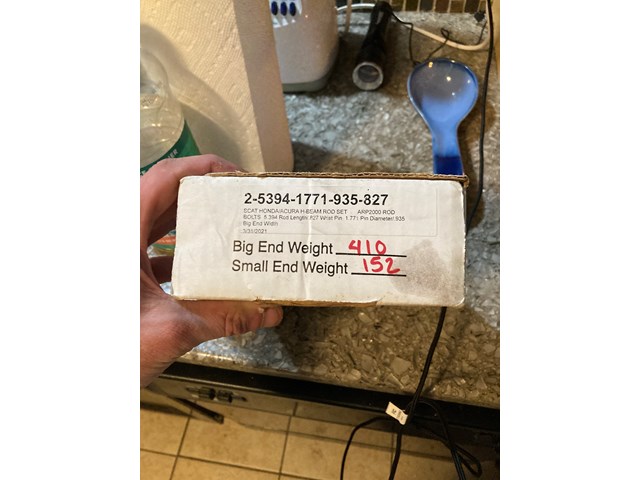 2-5394-1771-935-827
SCAT HONDA/ACURA H-BEAM ROD SET - ARP2000 ROD
BOLTS 5.394 Rod Length/.827 Wrist Pin 1.771 Pin Diameter/.935
Big End Width
3/31/2021
Big End Weight 410
Small End Weight 152